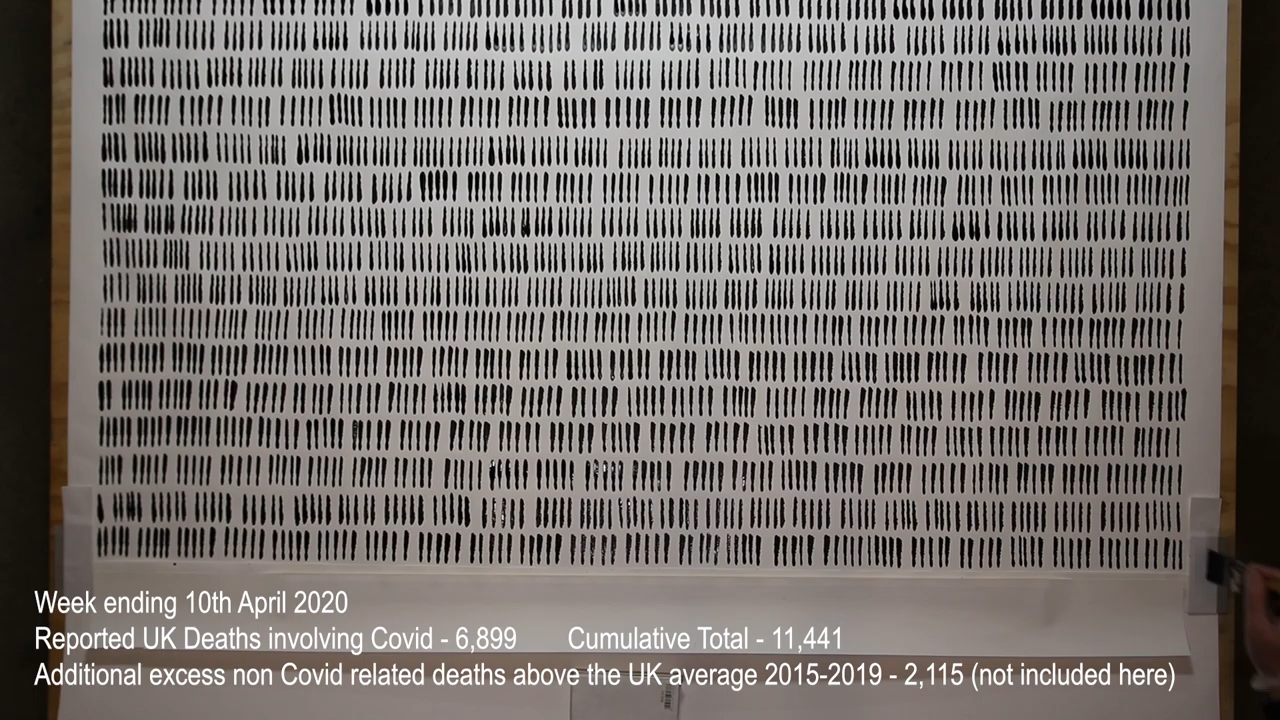 Week ending 10th April 2020
Reported UK Deaths involving Covid - 6,899 Cumulative Total - 11,441
Additional excess non Covid related deaths above the UK average 2015-2019 - 2,115 (not included here)